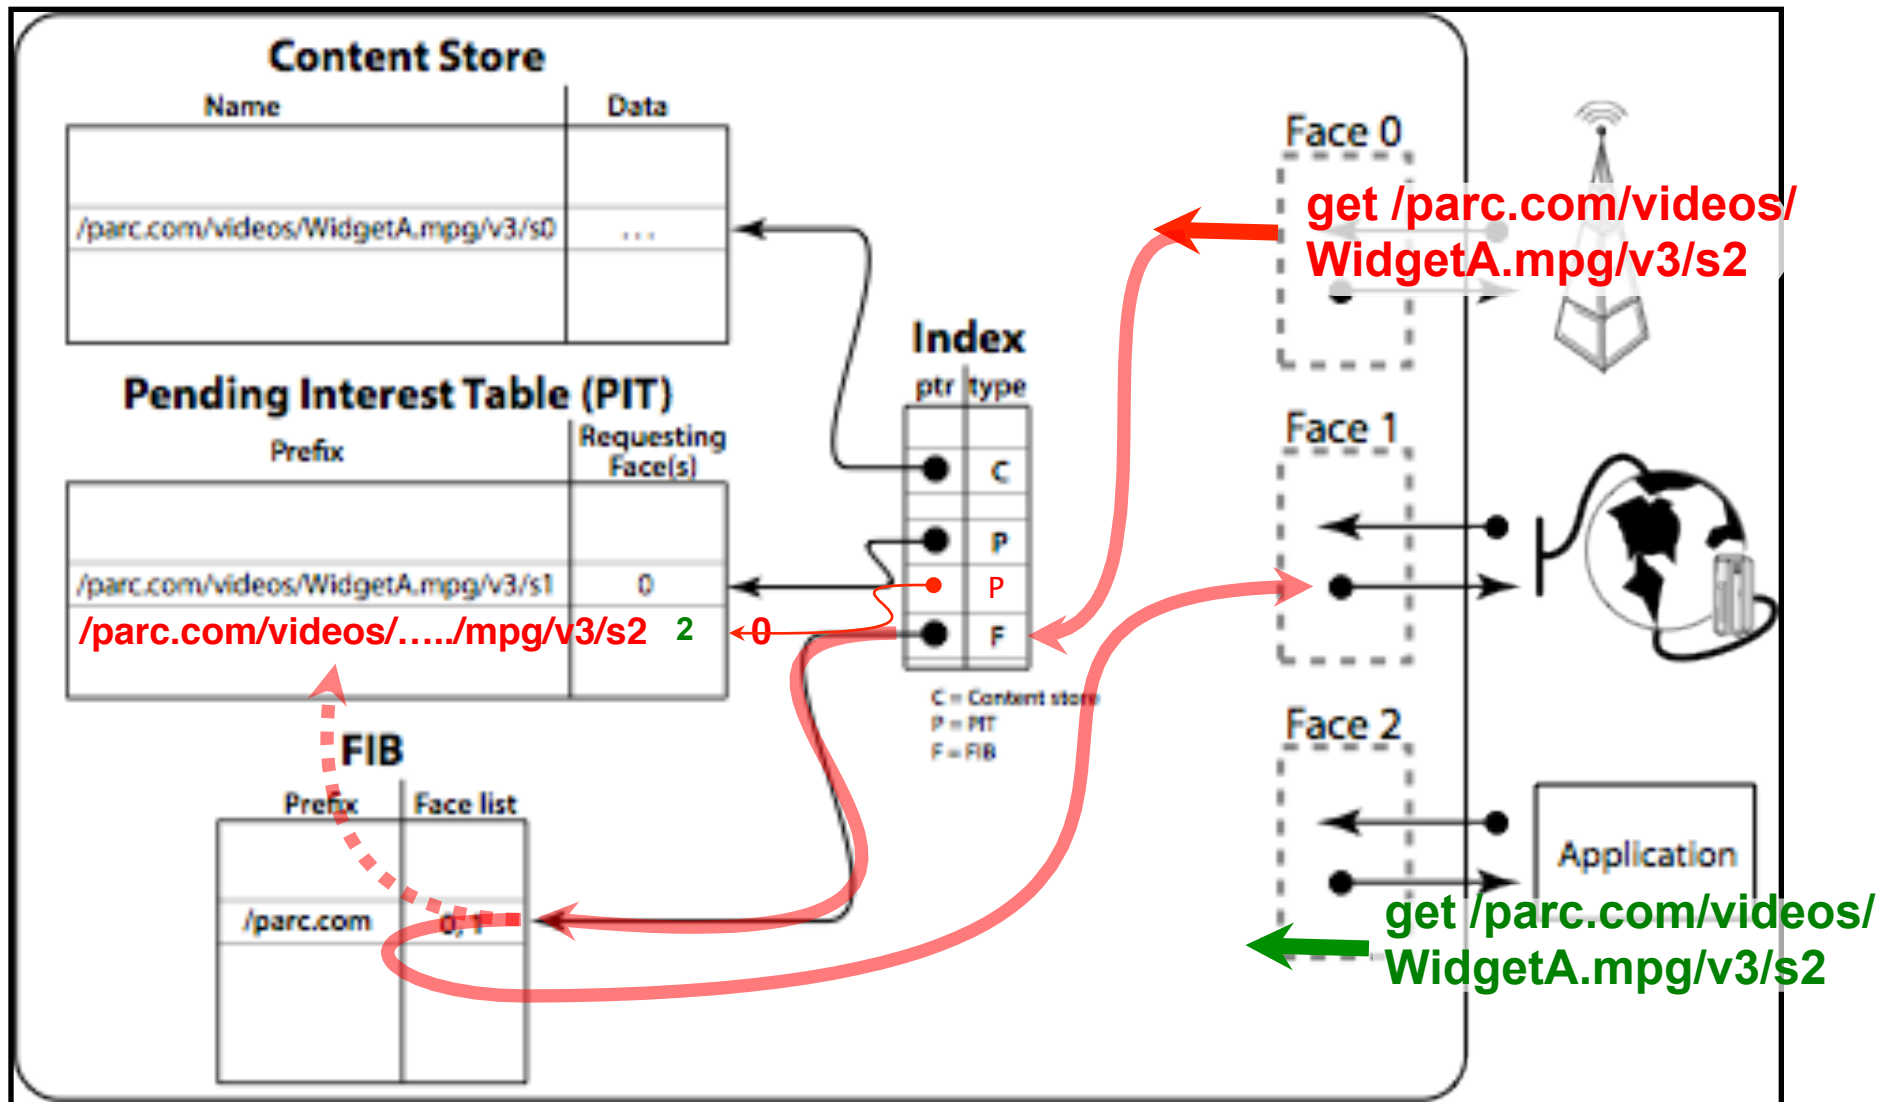 Content Store
Name Data
/parc.com/videos/WidgetA.mpg/v3/s0 ...
Pending Interest Table (PIT)
Prefix Requesting
Face(s)
/parc.com/videos/WidgetA.mpg/v3/s1 0
/parc.com/videos/…../mpg/v3/s2 2 0
FIB
Prefix Face list
/parc.com 0, 1
Index
ptr type
C
P
P
F
C = Content store
P = PIT
F = FIB
Face 0
get /parc.com/videos/
WidgetA.mpg/v3/s2
Face 1
Face 2
Application
get /parc.com/videos/
WidgetA.mpg/v3/s2